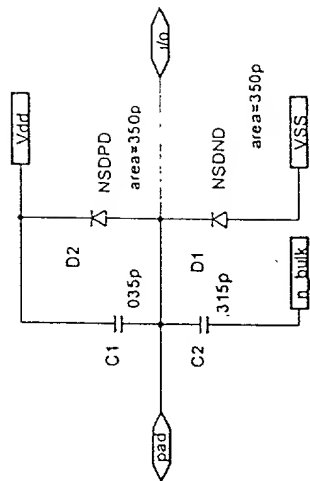 Vdd
i/o
NSDPD
area=350p
D2
C1
.035p
NSDND
area=350p
D1
C2
.315p
VSS
n_bulk
pad